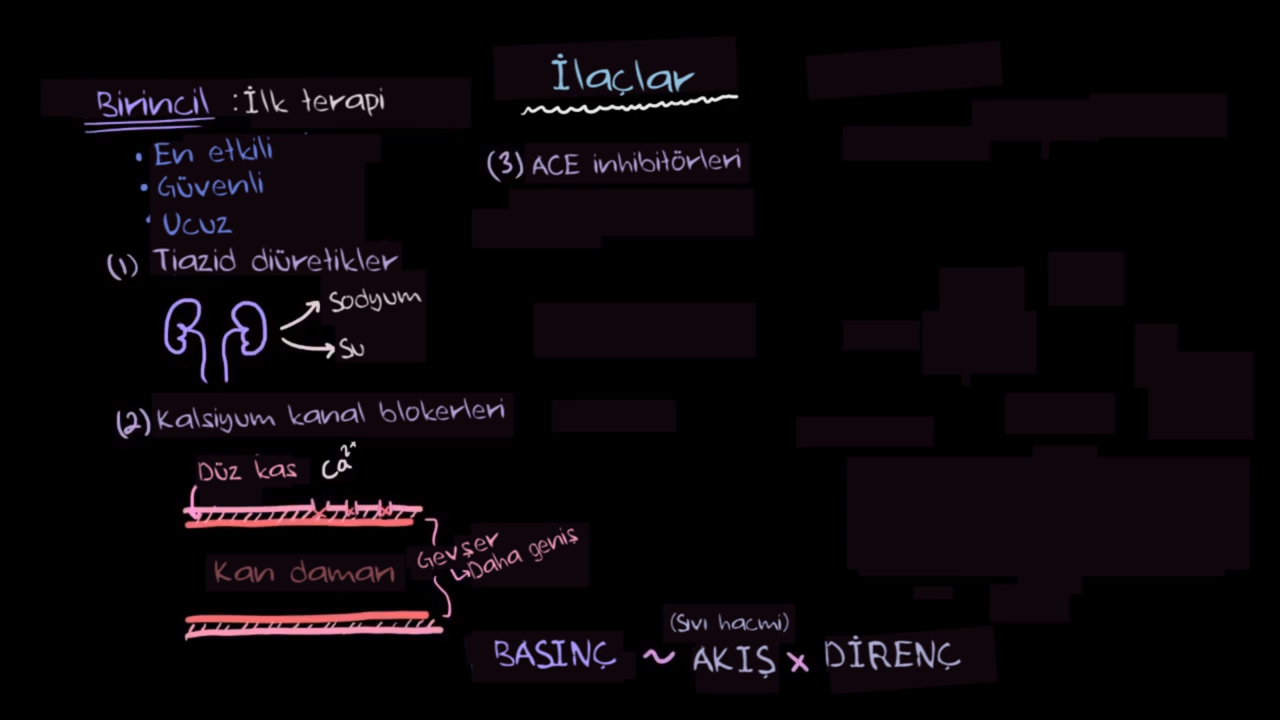 İlaçlar
Birincil : İlk terapi
• En etkili
• Güvenli
• Ucuz
(1) Tiazid diüretikler
Sodyum
Su
(2) Kalsiyum kanal blokerleri
Düz kas
Ca²⁺
Kan damarı
Gevşer
↳Daha geniş
(3) ACE inhibitörleri
(Sıvı hacmi)
BASINÇ ~ AKIŞ x DİRENÇ